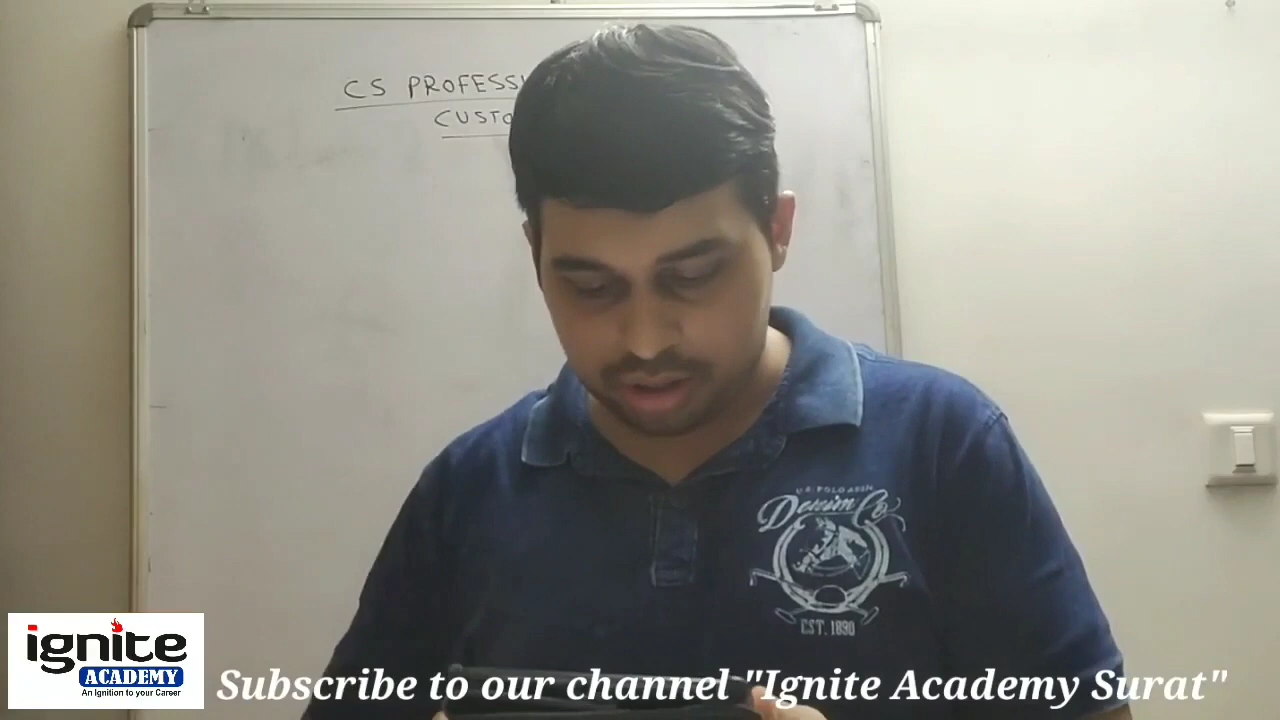 CS PROFESSI
CUSTO
U.S. POLO ASSN
Denim Co
EST. 1890
ignite
ACADEMY
An Ignition to your Career
Subscribe to our channel "Ignite Academy Surat"